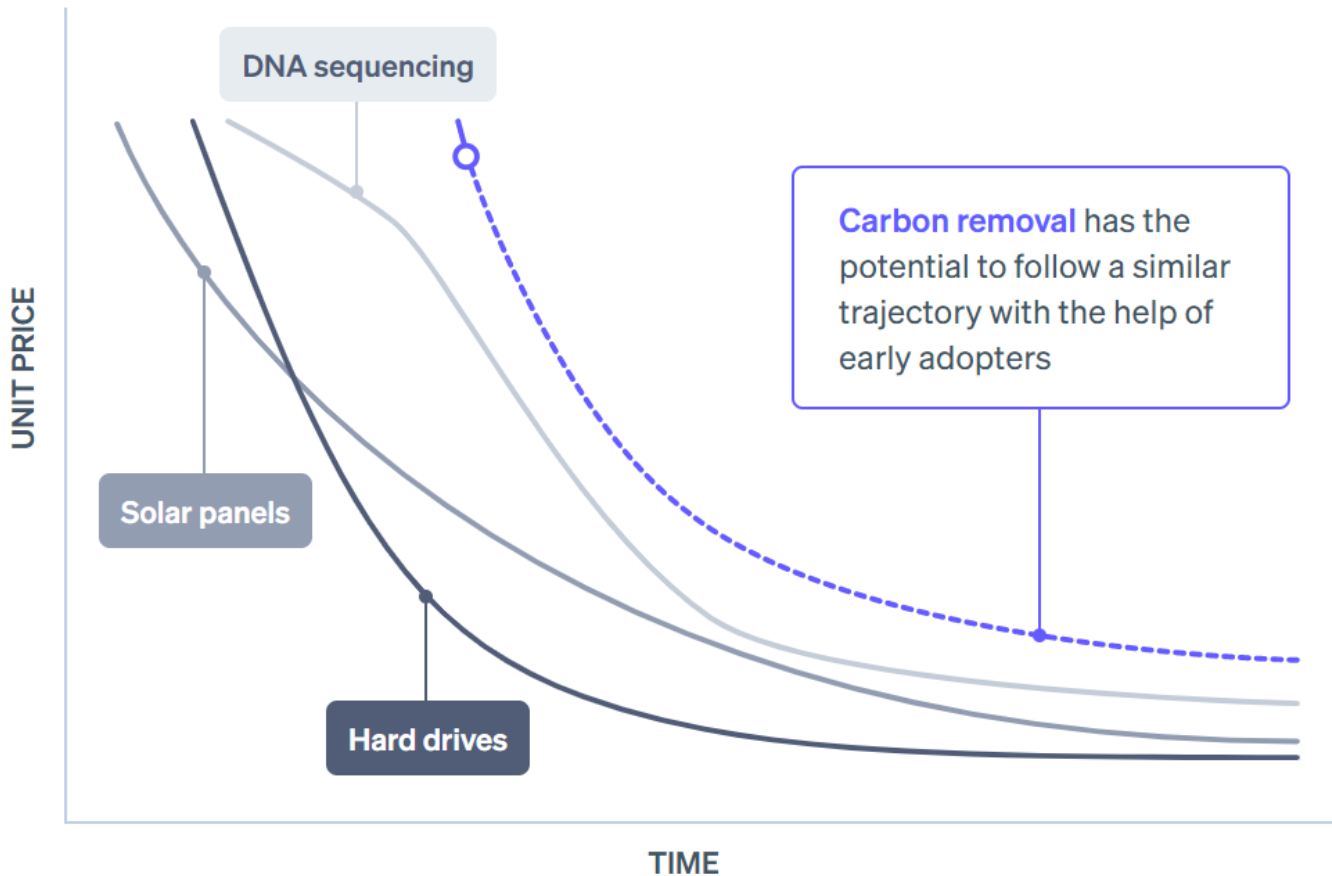 DNA sequencing
Carbon removal has the
potential to follow a similar
trajectory with the help of
early adopters
UNIT PRICE
Solar panels
Hard drives
TIME